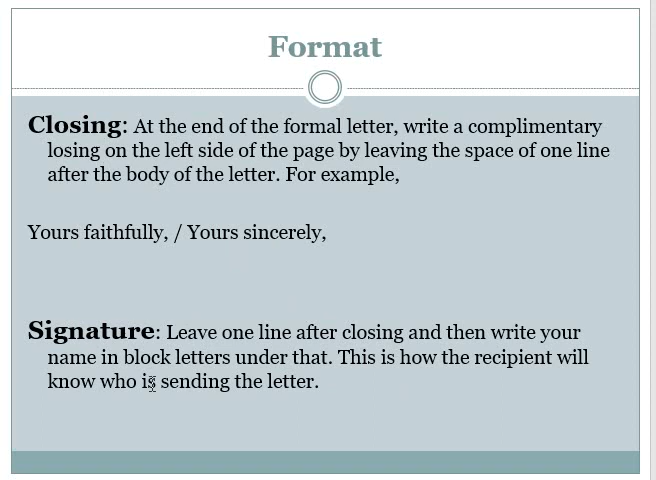 Format
Closing: At the end of the formal letter, write a complimentary
losing on the left side of the page by leaving the space of one line
after the body of the letter. For example,
Yours faithfully, / Yours sincerely,
Signature: Leave one line after closing and then write your
name in block letters under that. This is how the recipient will
know who is sending the letter.